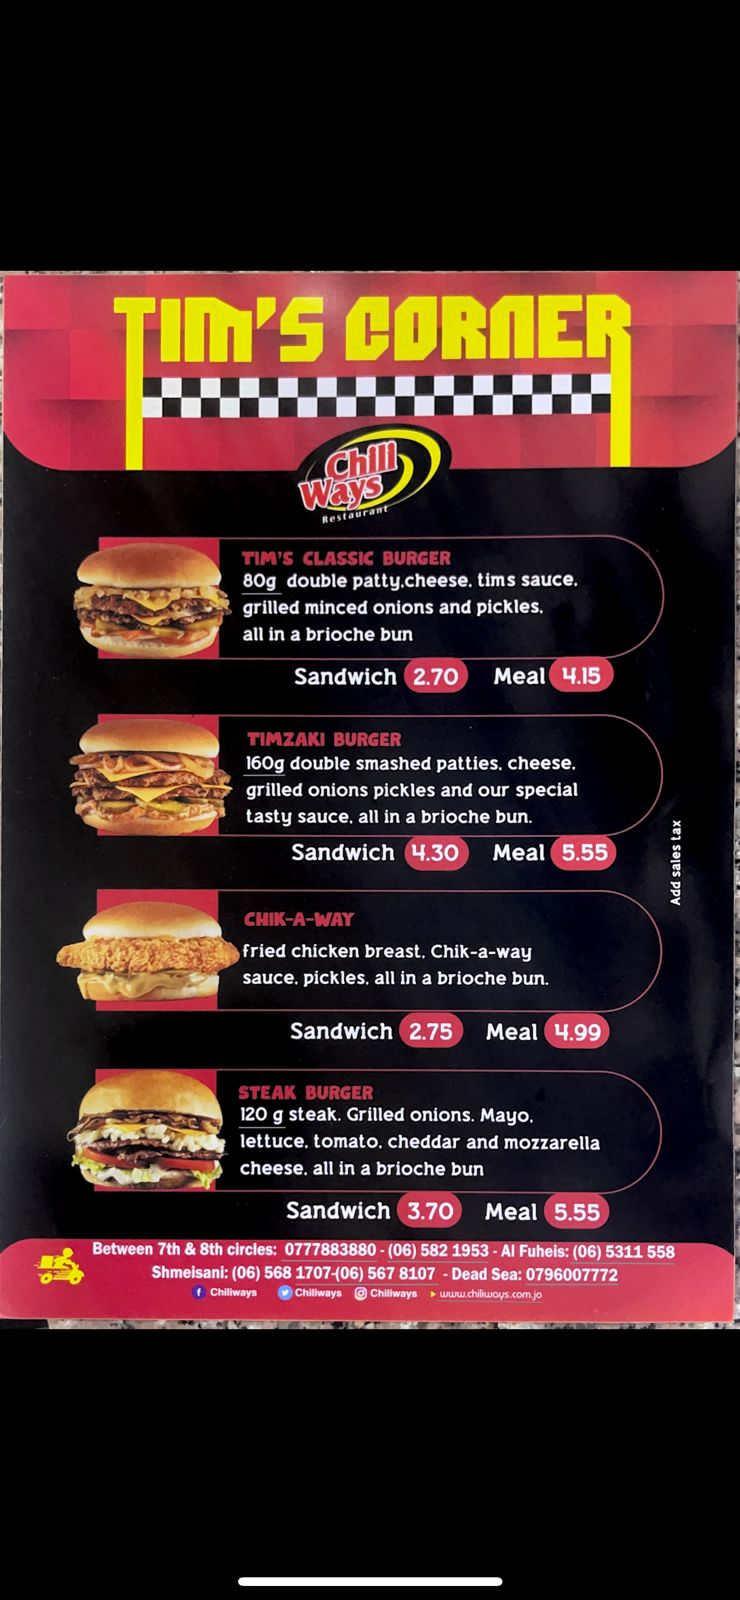 TIM'S CORNER
Chili
Ways
Restaurant
TIM'S CLASSIC BURGER
80g double patty,cheese, tims sauce,
grilled minced onions and pickles,
all in a brioche bun
Sandwich 2.70 Meal 4.15
TIMZAKI BURGER
160g double smashed patties, cheese,
grilled onions pickles and our special
tasty sauce, all in a brioche bun.
Sandwich 4.30 Meal 5.55
Add sales tax
CHIK-A-WAY
fried chicken breast, Chik-a-way
sauce, pickles, all in a brioche bun.
Sandwich 2.75 Meal 4.99
STEAK BURGER
120 g steak. Grilled onions. Mayo,
lettuce, tomato, cheddar and mozzarella
cheese, all in a brioche bun
Sandwich 3.70 Meal 5.55
Between 7th & 8th circles: 0777883880 - (06) 582 1953 - Al Fuheis: (06) 5311 558
Shmeisani: (06) 568 1707-(06) 567 8107 - Dead Sea: 0796007772
Chiliways Chiliways Chiliways www.chiliways.com.jo